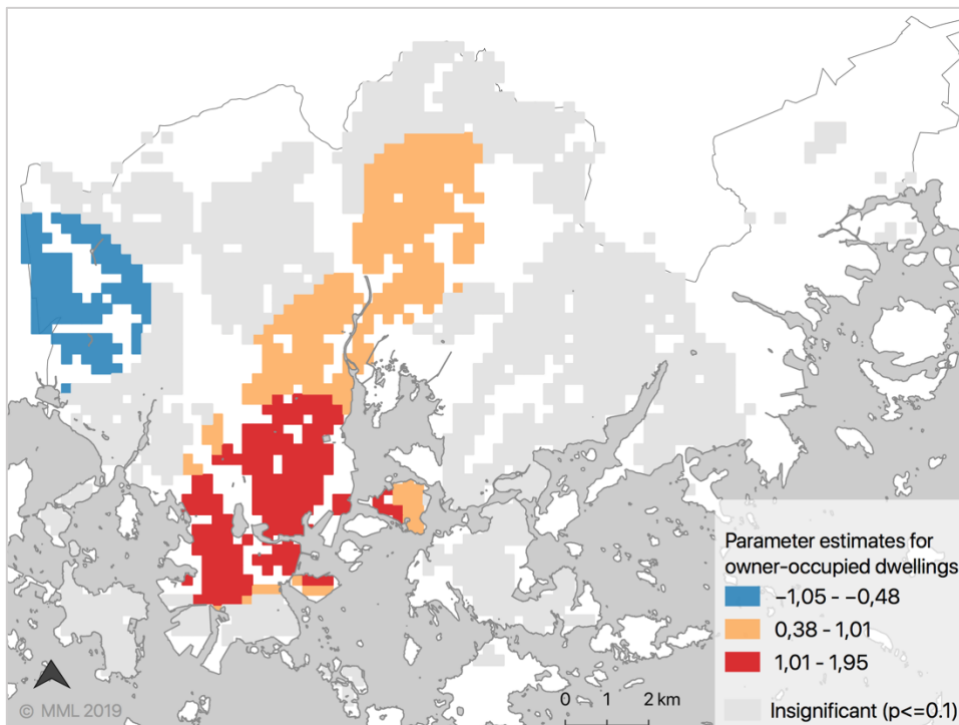 Parameter estimates for
owner-occupied dwellings
−1,05 - −0,48
0,38 - 1,01
1,01 - 1,95
Insignificant (p<=0.1)
0 1 2 km
© MML 2019